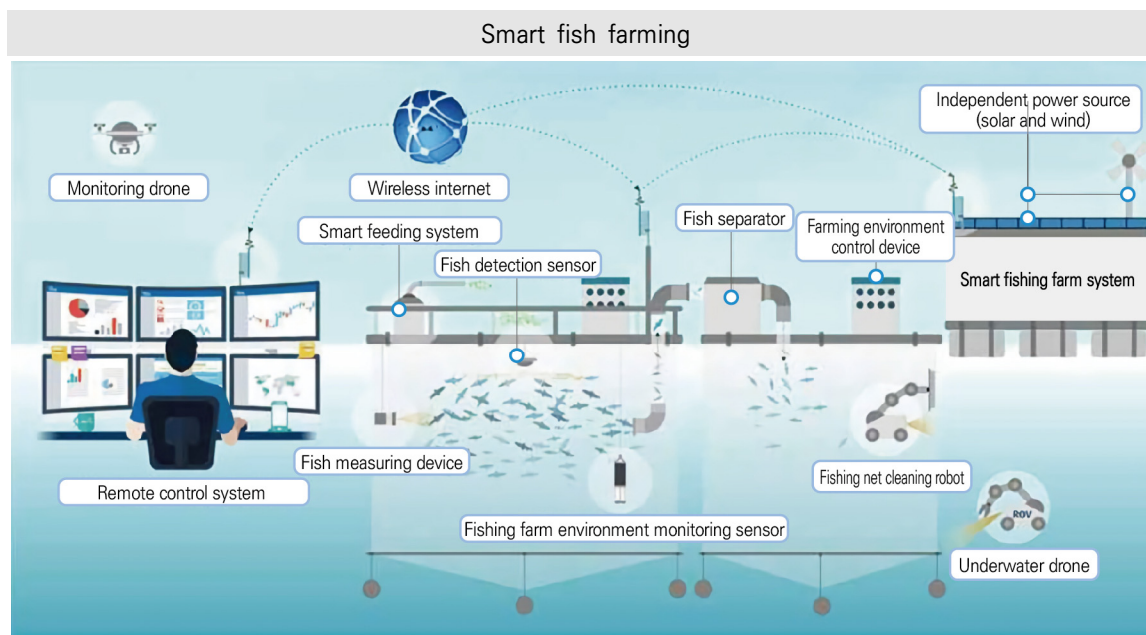 Smart fish farming
Independent power source
(solar and wind)
Monitoring drone
Wireless internet
Smart feeding system
Fish separator
Farming environment
control device
Fish detection sensor
Smart fishing farm system
Fish measuring device
Remote control system
Fishing net cleaning robot
Fishing farm environment monitoring sensor
ROV
Underwater drone